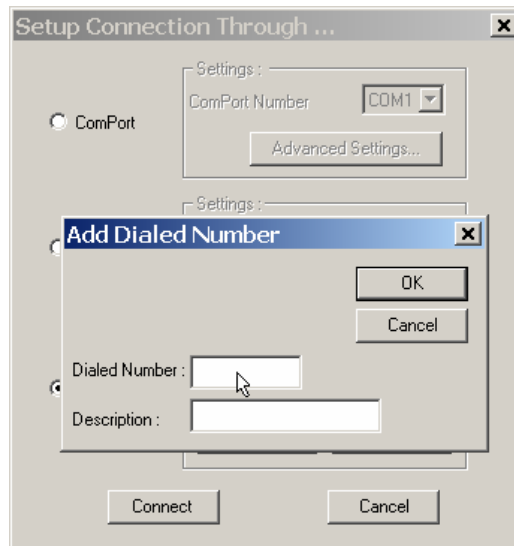 Setup Connection Through ...
Settings :
ComPort Number COM1
ComPort
Advanced Settings...
Settings :
Add Dialed Number
OK
Cancel
Dialed Number :
Description :
Connect Cancel